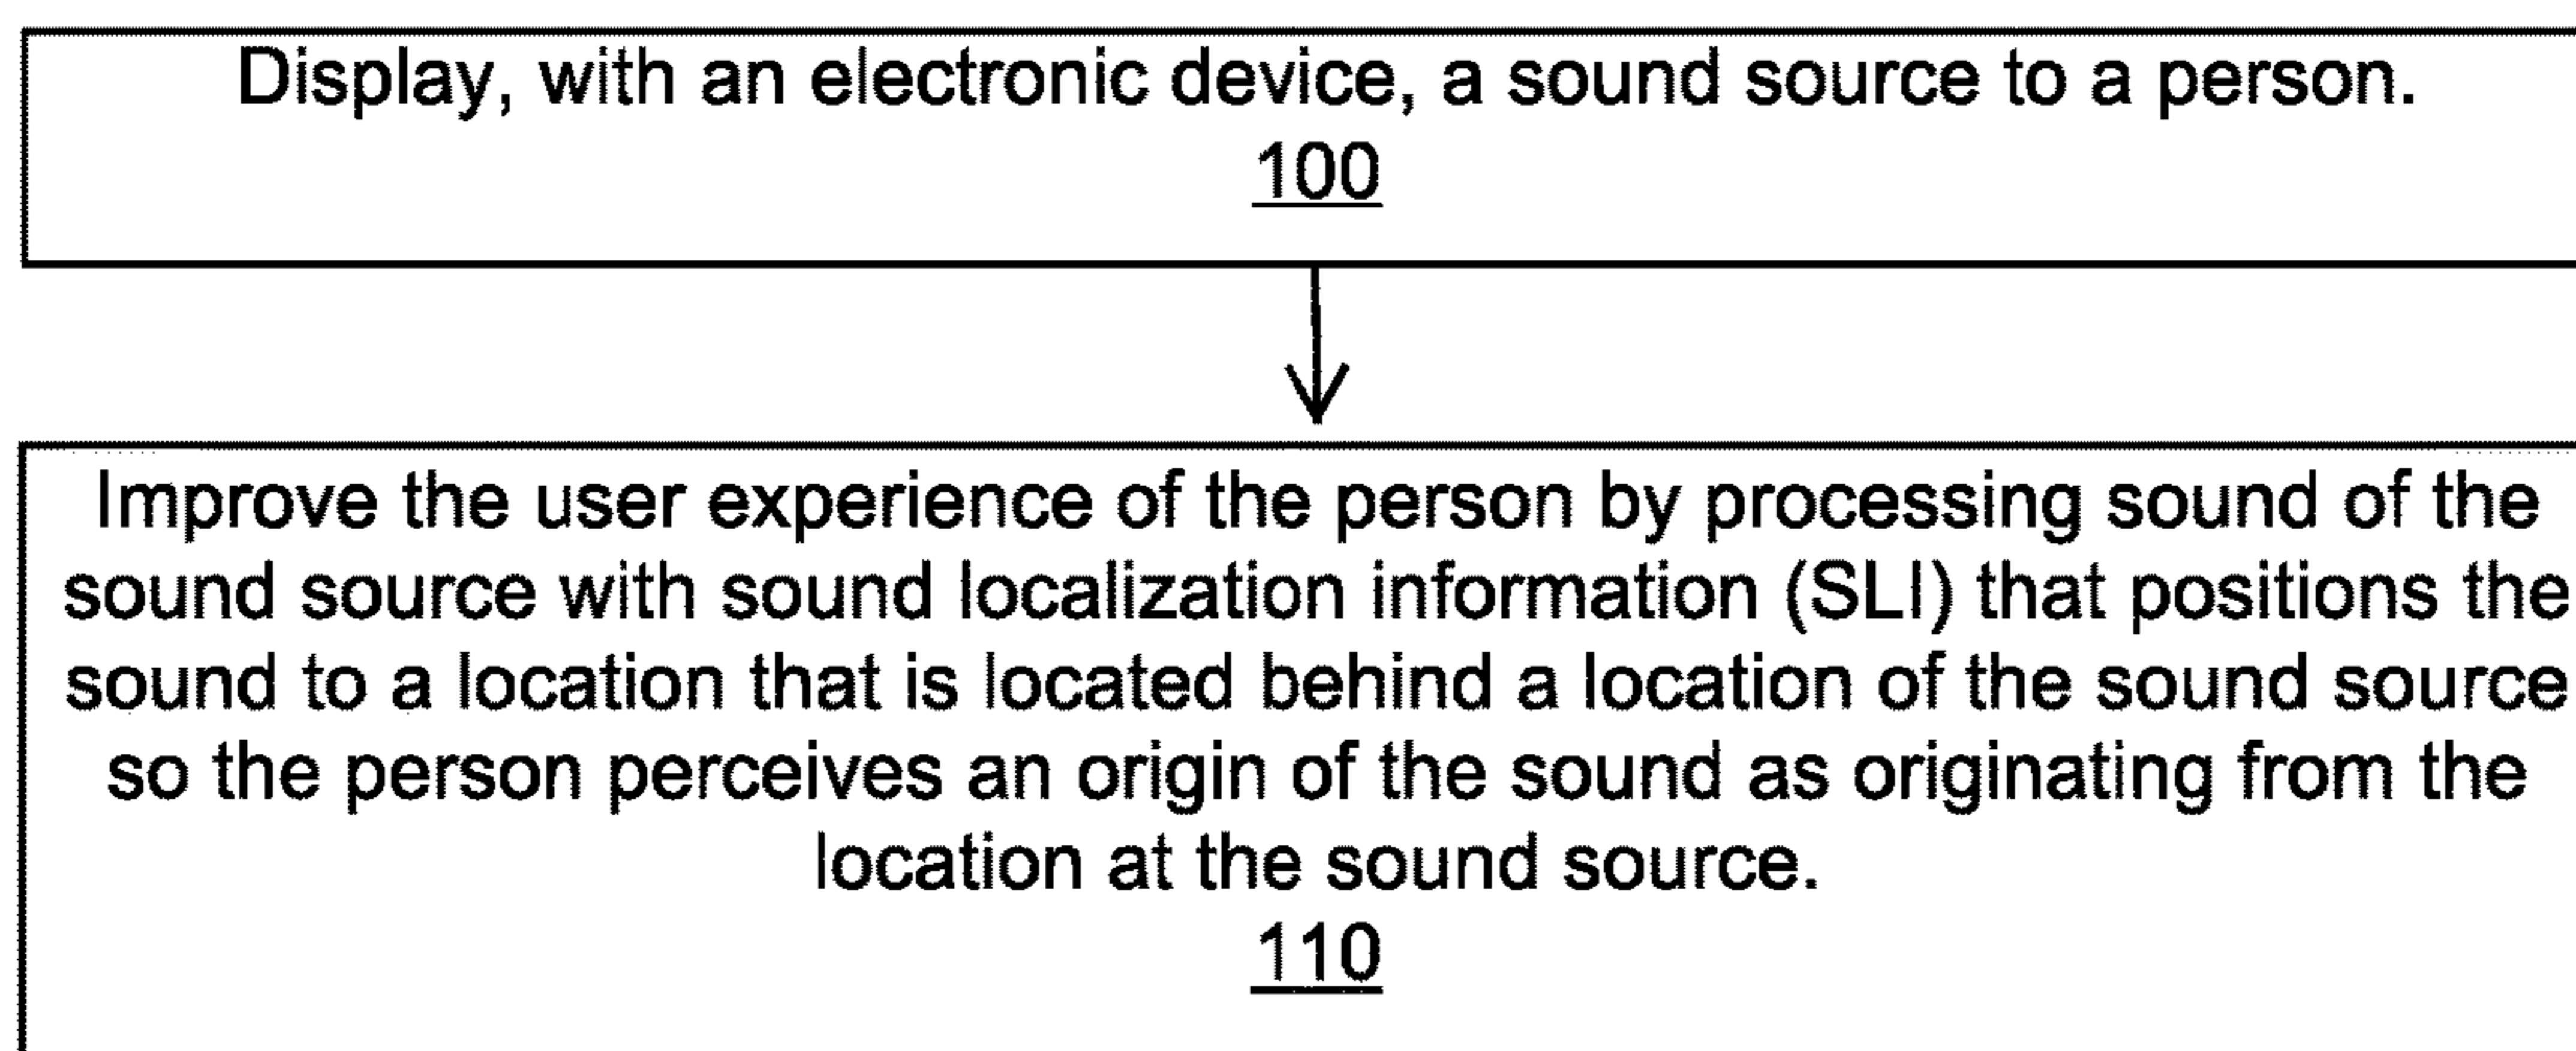 Display, with an electronic device, a sound source to a person.
100
Improve the user experience of the person by processing sound of the
sound source with sound localization information (SLI) that positions the
sound to a location that is located behind a location of the sound source
so the person perceives an origin of the sound as originating from the
location at the sound source.
110